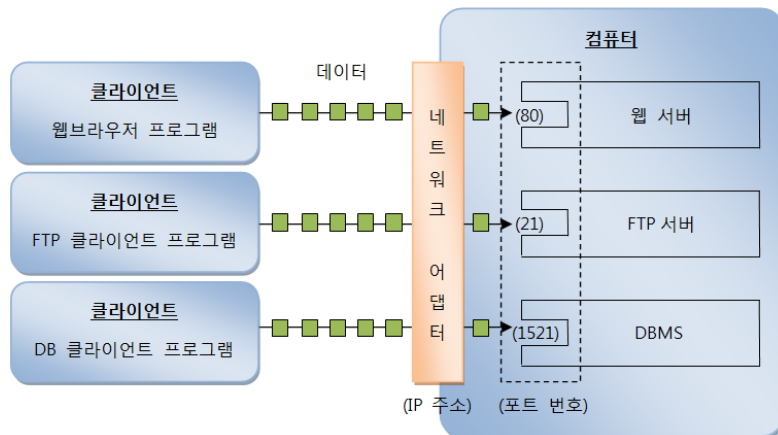 컴퓨터
클라이언트
웹브라우저 프로그램
데이터
네트워크 어댑터
(80)
웹 서버
클라이언트
FTP 클라이언트 프로그램
(21)
FTP 서버
클라이언트
DB 클라이언트 프로그램
(1521)
DBMS
(IP 주소)
(포트 번호)